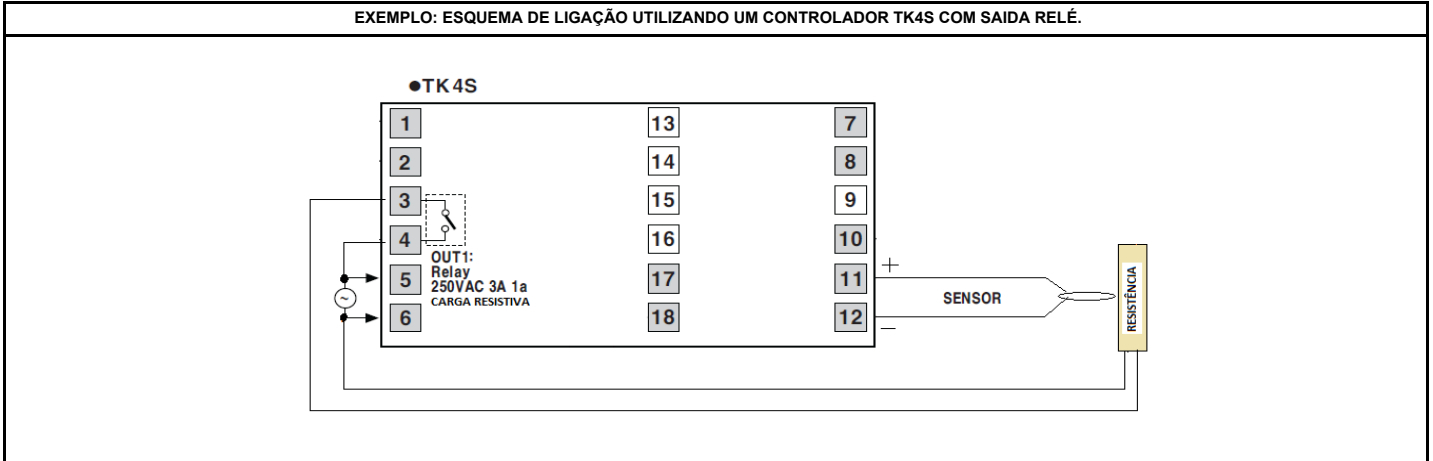 EXEMPLO: ESQUEMA DE LIGAÇÃO UTILIZANDO UM CONTROLADOR TK4S COM SAIDA RELÉ.
●TK4S
1 13 7
2 14 8
3 15 9
4 16 10
OUT1:
Relay
250VAC 3A 1a
CARGA RESISTIVA
5 17 11 +
SENSOR
RESISTÊNCIA
6 18 12 —
~